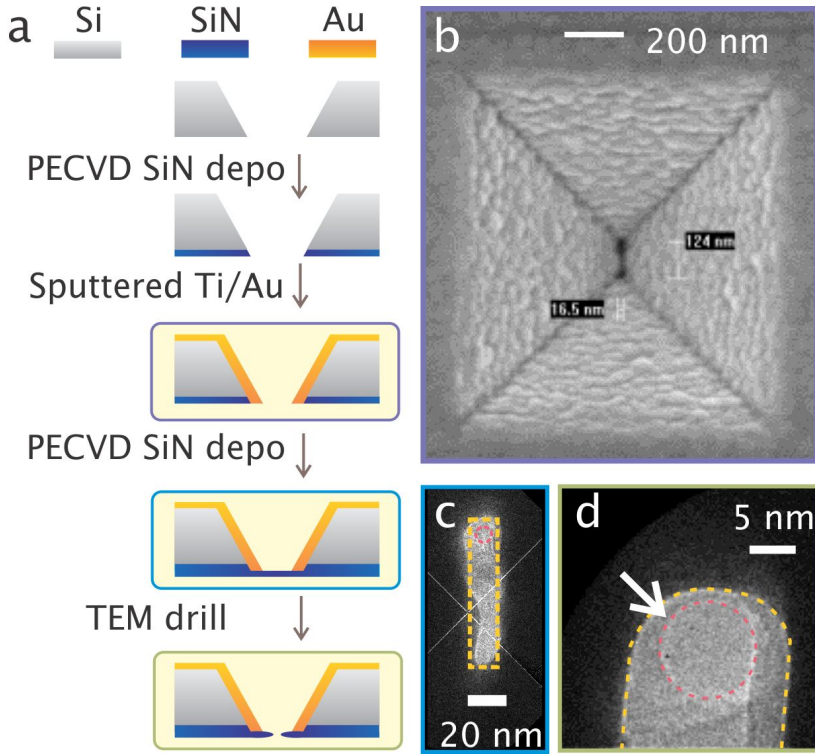 a
Si SiN Au
PECVD SiN depo
Sputtered Ti/Au
PECVD SiN depo
TEM drill
b
200 nm
124 nm
16.5 nm
c
20 nm
d
5 nm